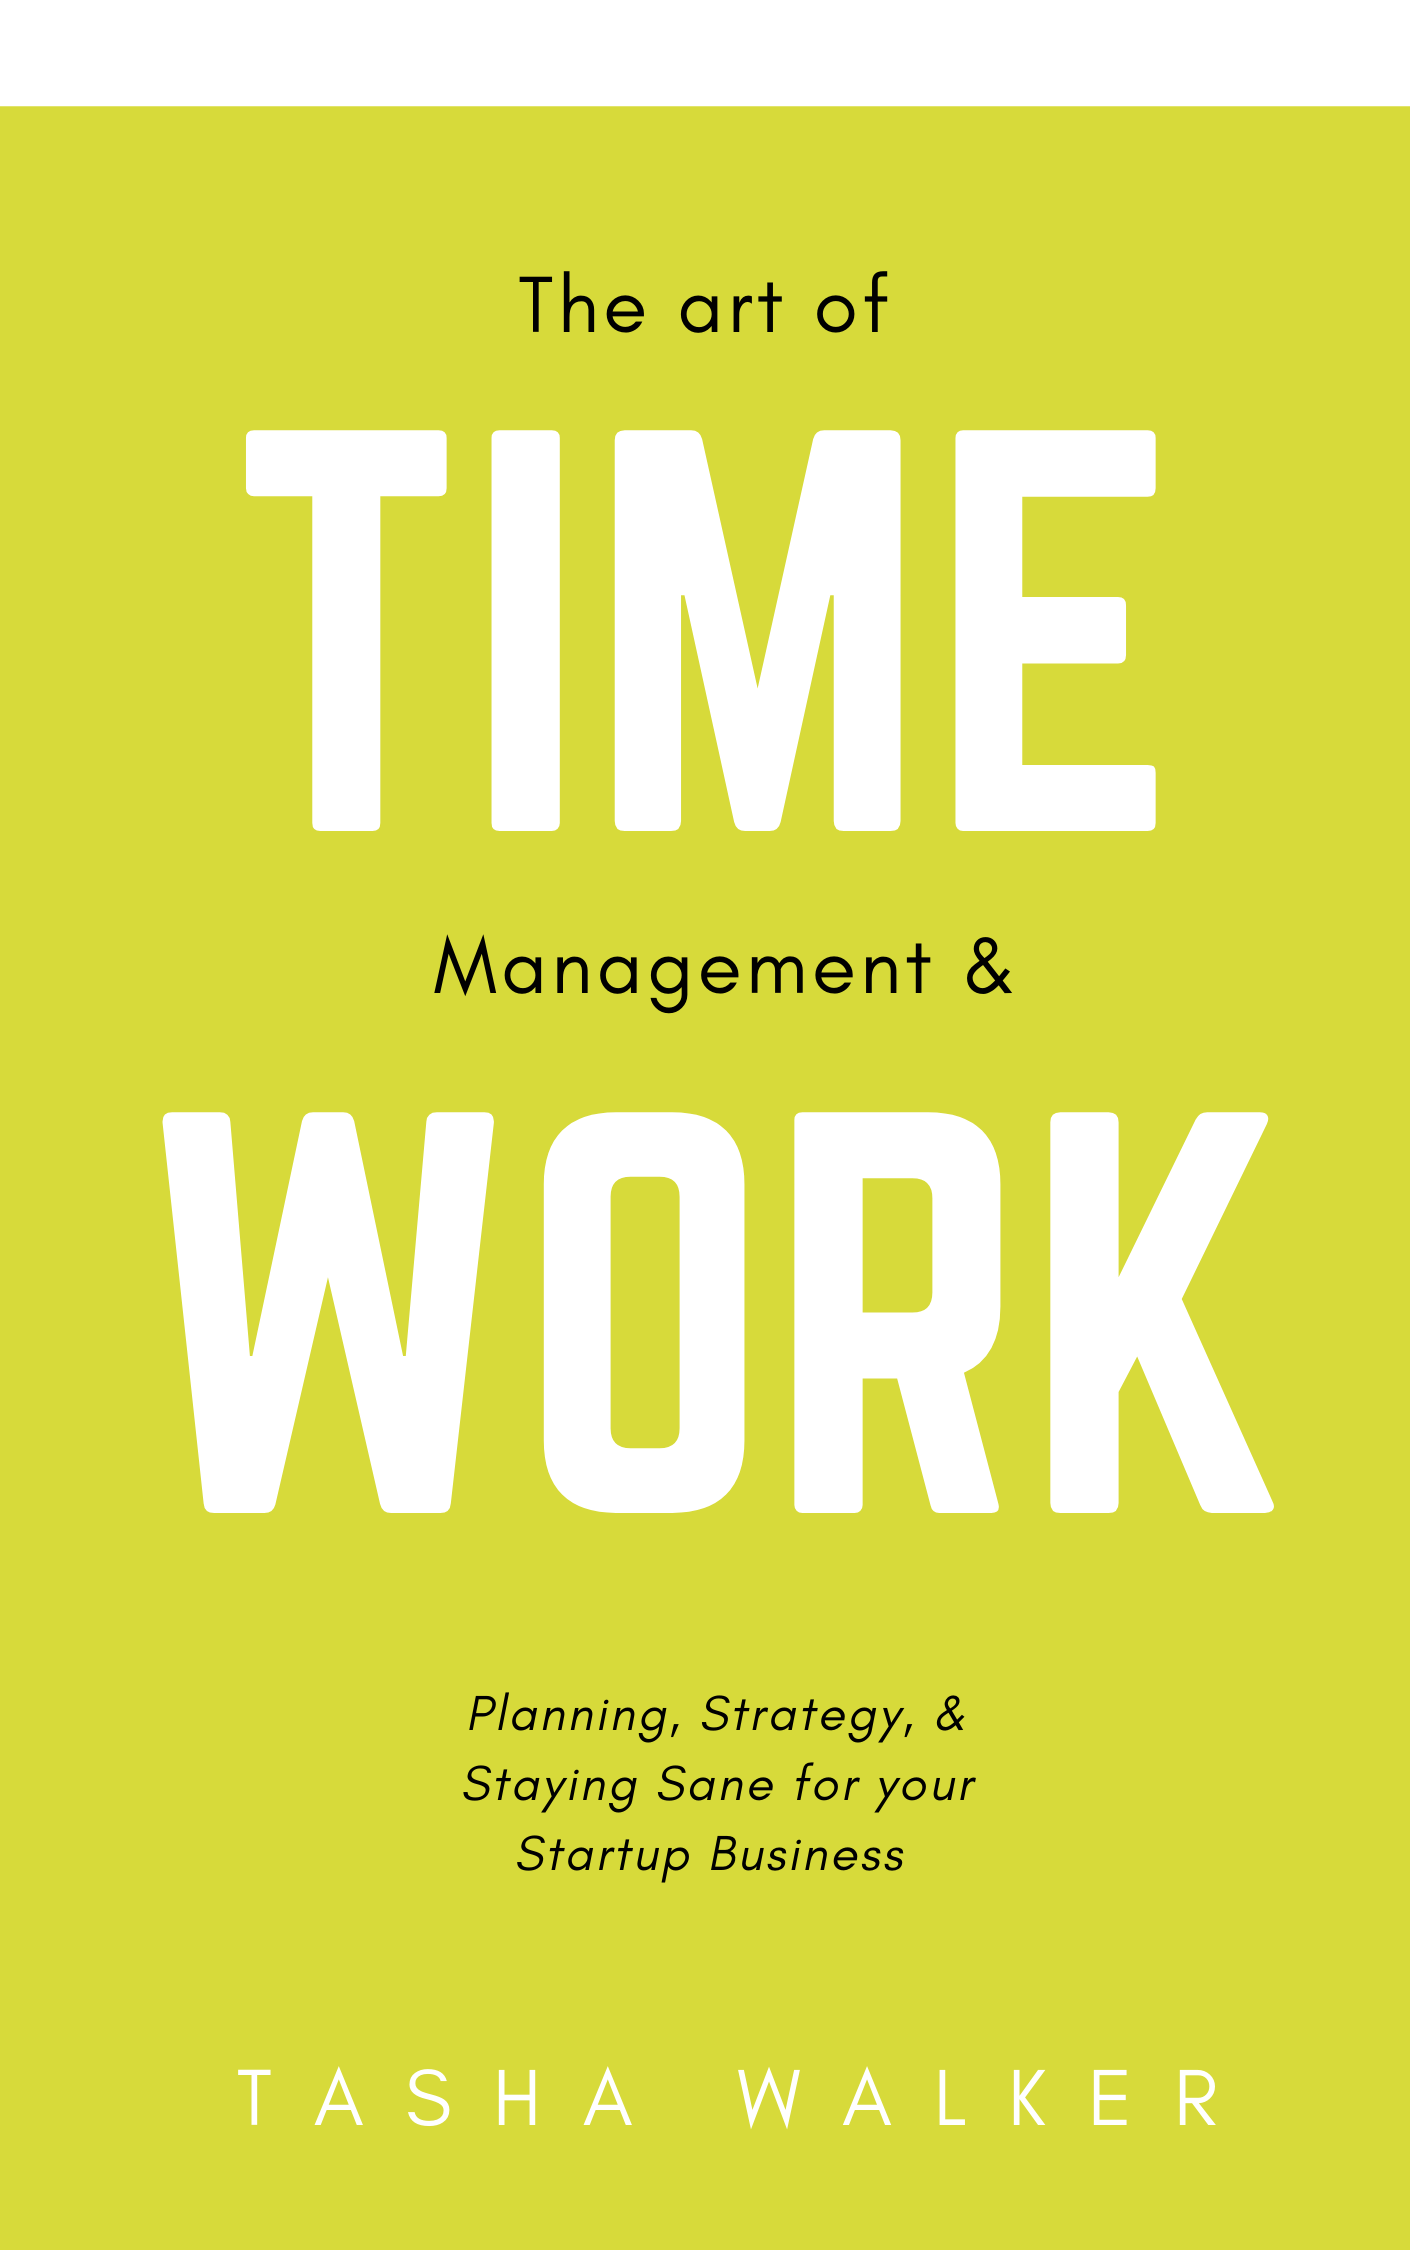 The art of
TIME
Management &
WORK
Planning, Strategy, &
Staying Sane for your
Startup Business
TASHA WALKER